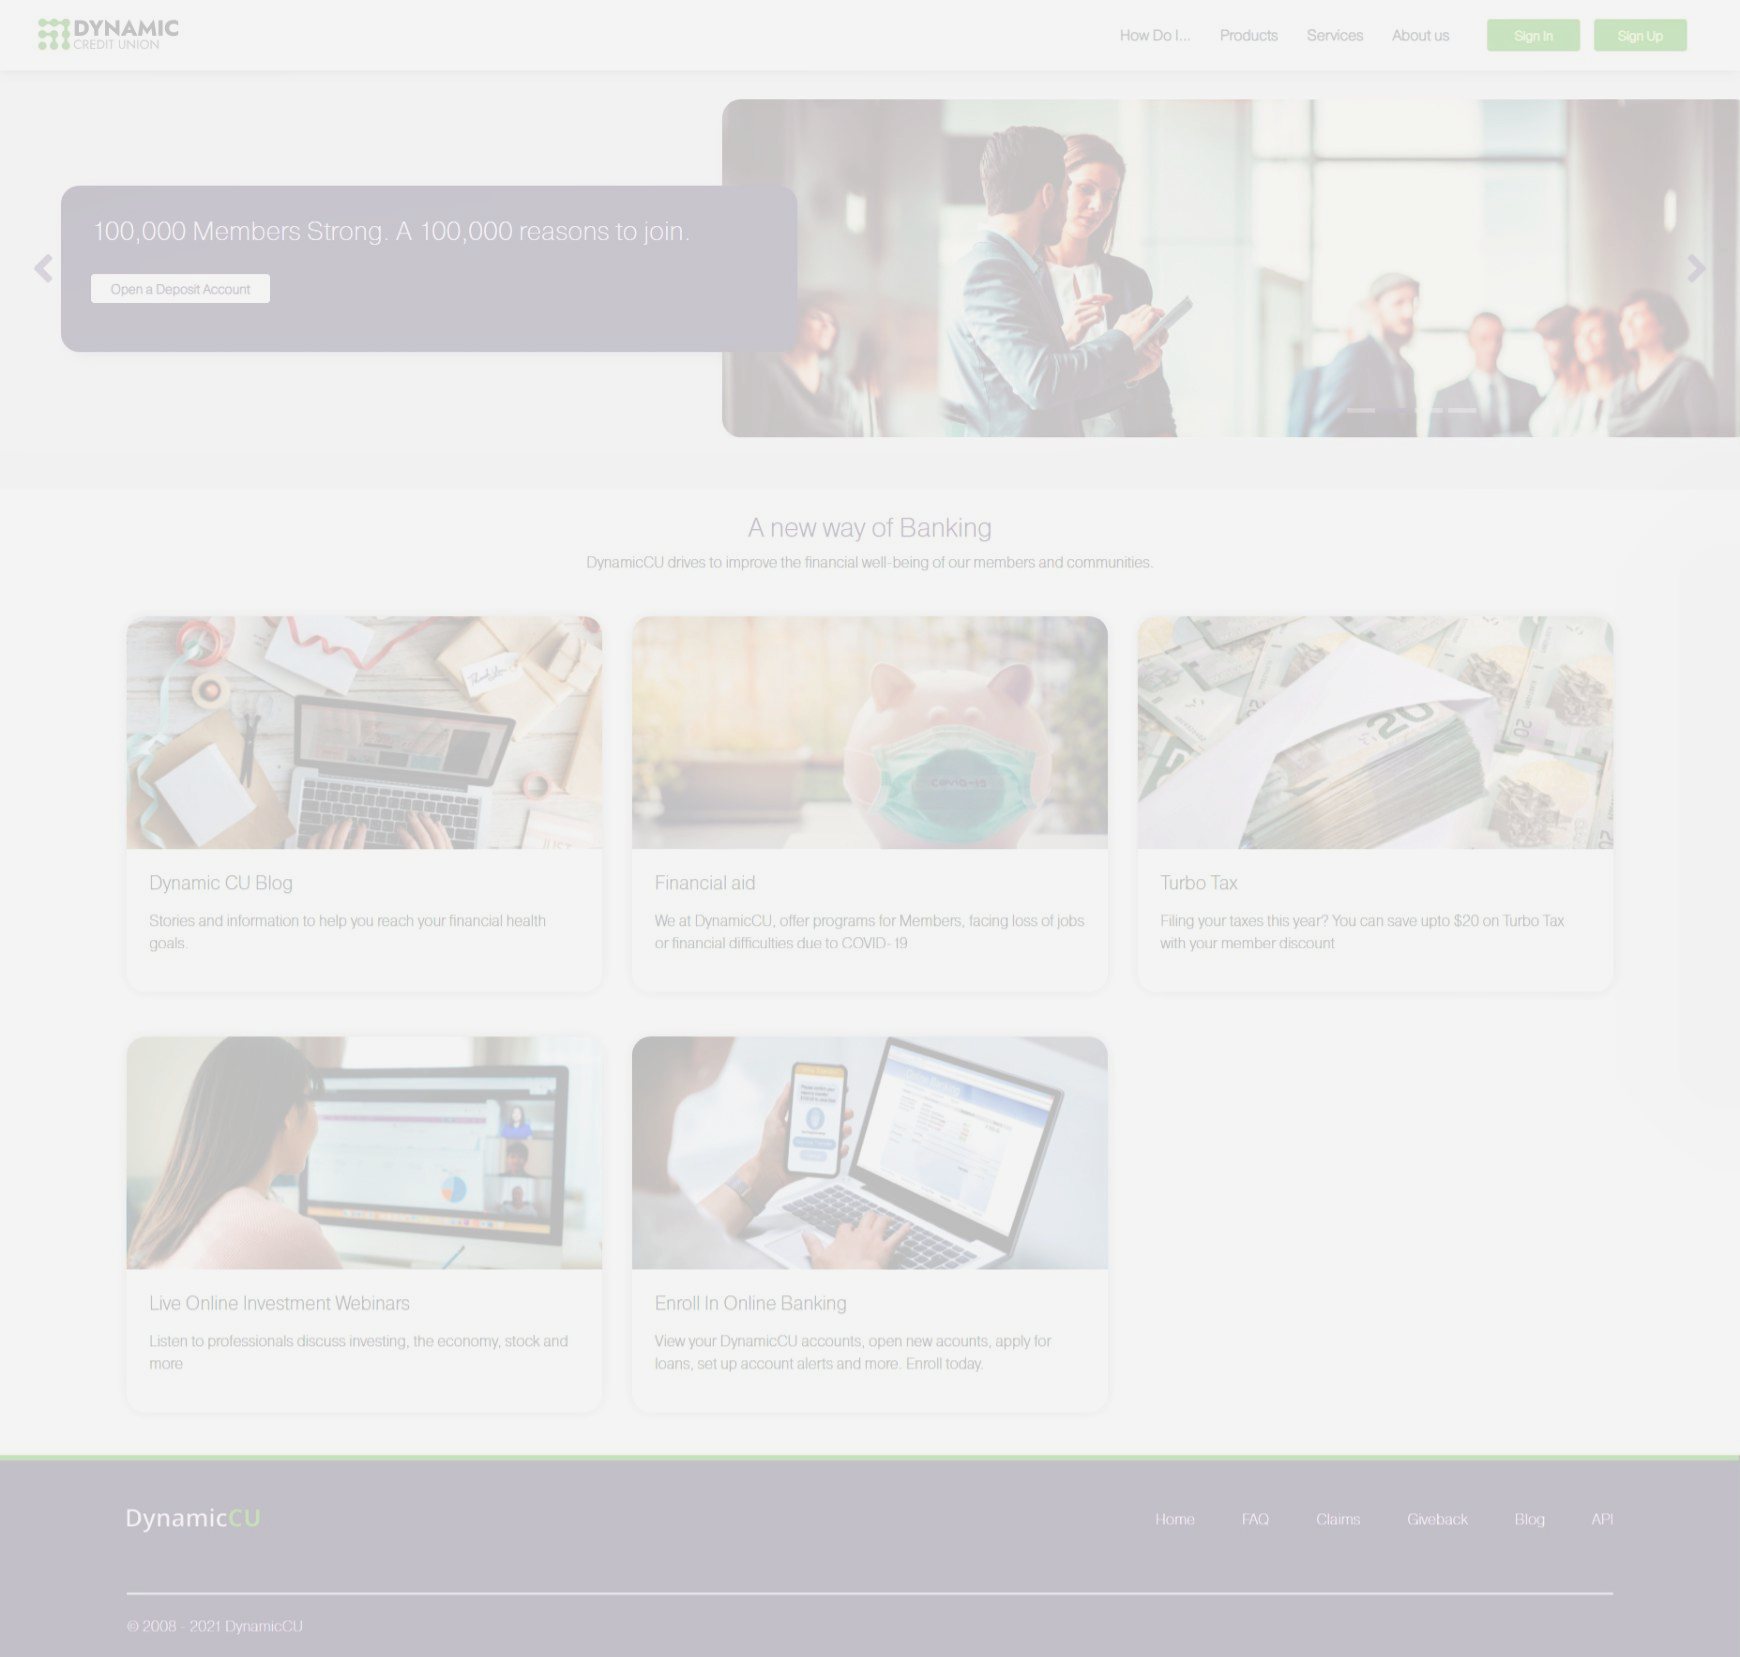 DYNAMIC
CREDIT UNION
How Do I... Products Services About us Sign In Sign Up
100,000 Members Strong. A 100,000 reasons to join.
Open a Deposit Account
A new way of Banking
DynamicCU drives to improve the financial well-being of our members and communities.
20
20
covid-19
Dynamic CU Blog
Stories and information to help you reach your financial health
goals.
Financial aid
We at DynamicCU, offer programs for Members, facing loss of jobs
or financial difficulties due to COVID-19
Turbo Tax
Filing your taxes this year? You can save upto $20 on Turbo Tax
with your member discount
Live Online Investment Webinars
Listen to professionals discuss investing, the economy, stock and
more
Enroll In Online Banking
View your DynamicCU accounts, open new acounts, apply for
loans, set up account alerts and more. Enroll today.
DynamicCU
Home FAQ Claims Giveback Blog API
© 2008 - 2021 DynamicCU